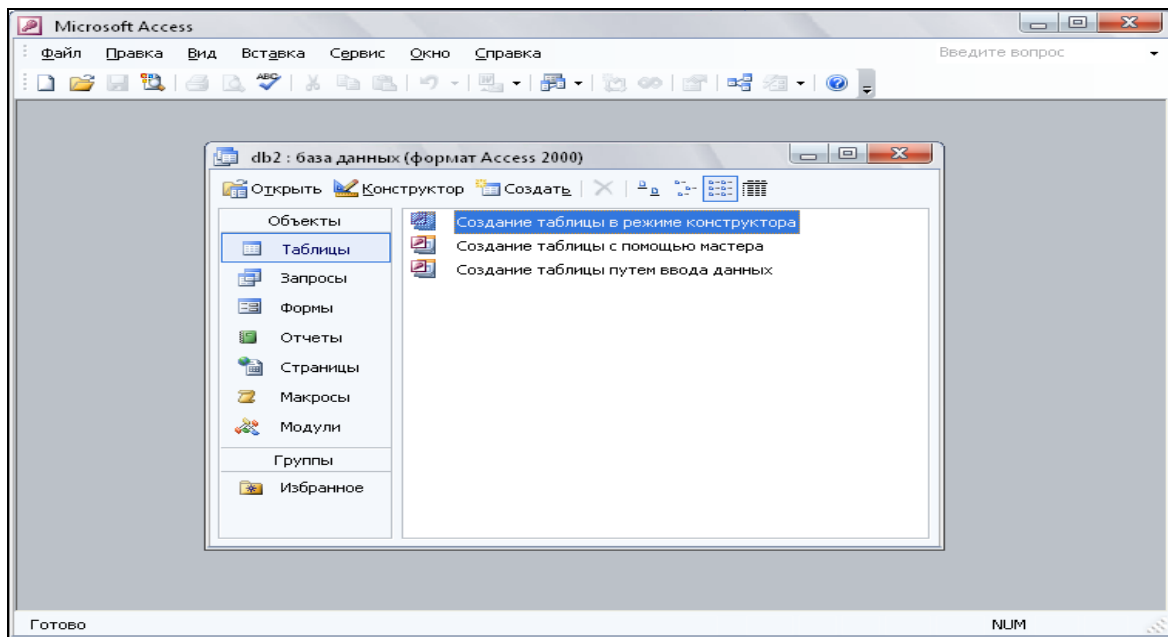 Microsoft Access
Файл Правка Вид Вставка Сервис Окно Справка Введите вопрос
ABC
db2 : база данных (формат Access 2000)
Открыть Конструктор Создать
Объекты
Таблицы
Запросы
Формы
Отчеты
Страницы
Макросы
Модули
Группы
Избранное
Создание таблицы в режиме конструктора
Создание таблицы с помощью мастера
Создание таблицы путем ввода данных
Готово NUM